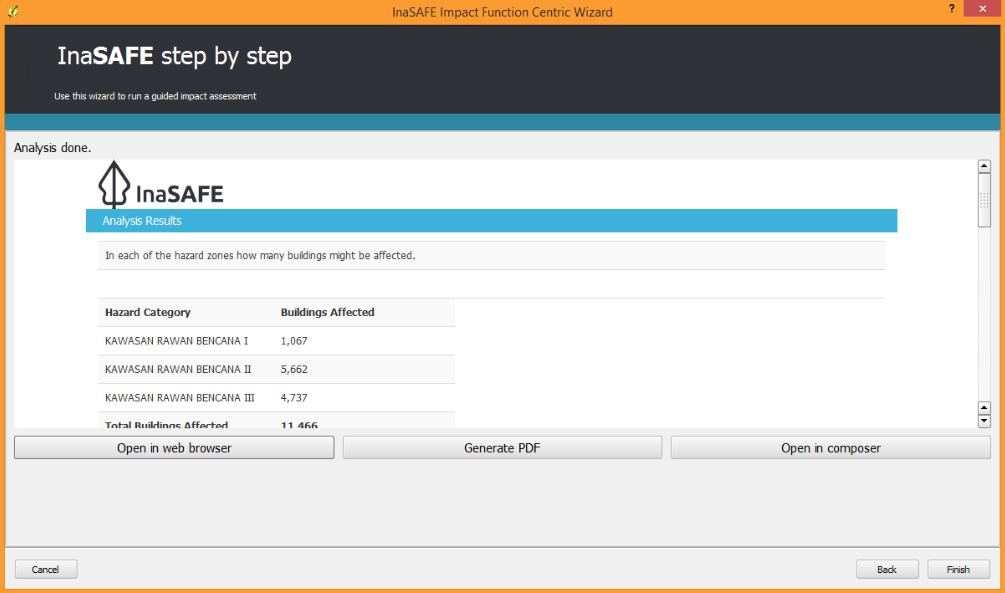 InaSAFE Impact Function Centric Wizard
?
InaSAFE step by step
Use this wizard to run a guided impact assessment
Analysis done.
InaSAFE
Analysis Results
In each of the hazard zones how many buildings might be affected.
Hazard Category Buildings Affected
KAWASAN RAWAN BENCANA I 1,067
KAWASAN RAWAN BENCANA II 5,662
KAWASAN RAWAN BENCANA III 4,737
Total Buildings Affected 11,466
Open in web browser Generate PDF Open in composer
Cancel Back Finish